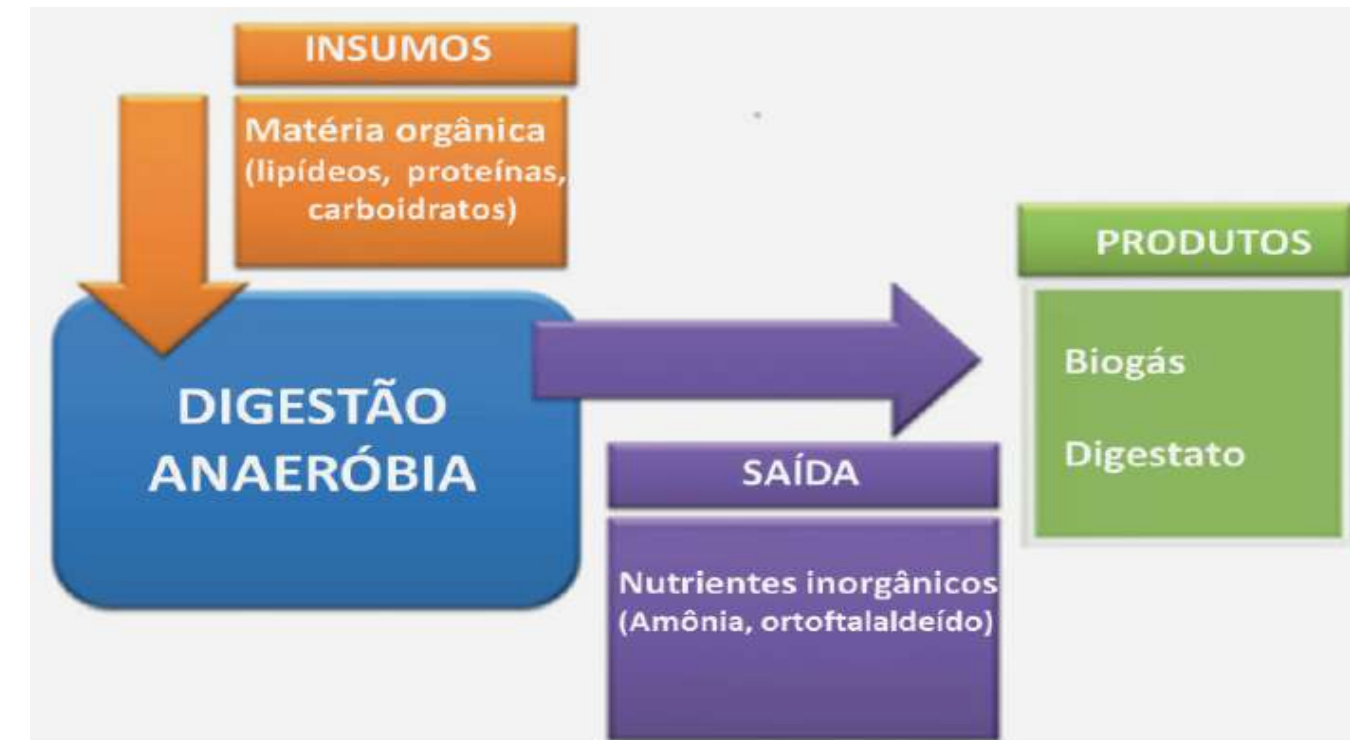 INSUMOS
Matéria orgânica
(lipídeos, proteínas,
carboidratos)
DIGESTÃO
ANAERÓBIA
SAÍDA
Nutrientes inorgânicos
(Amônia, ortoftalaldeído)
PRODUTOS
Biogás
Digestato